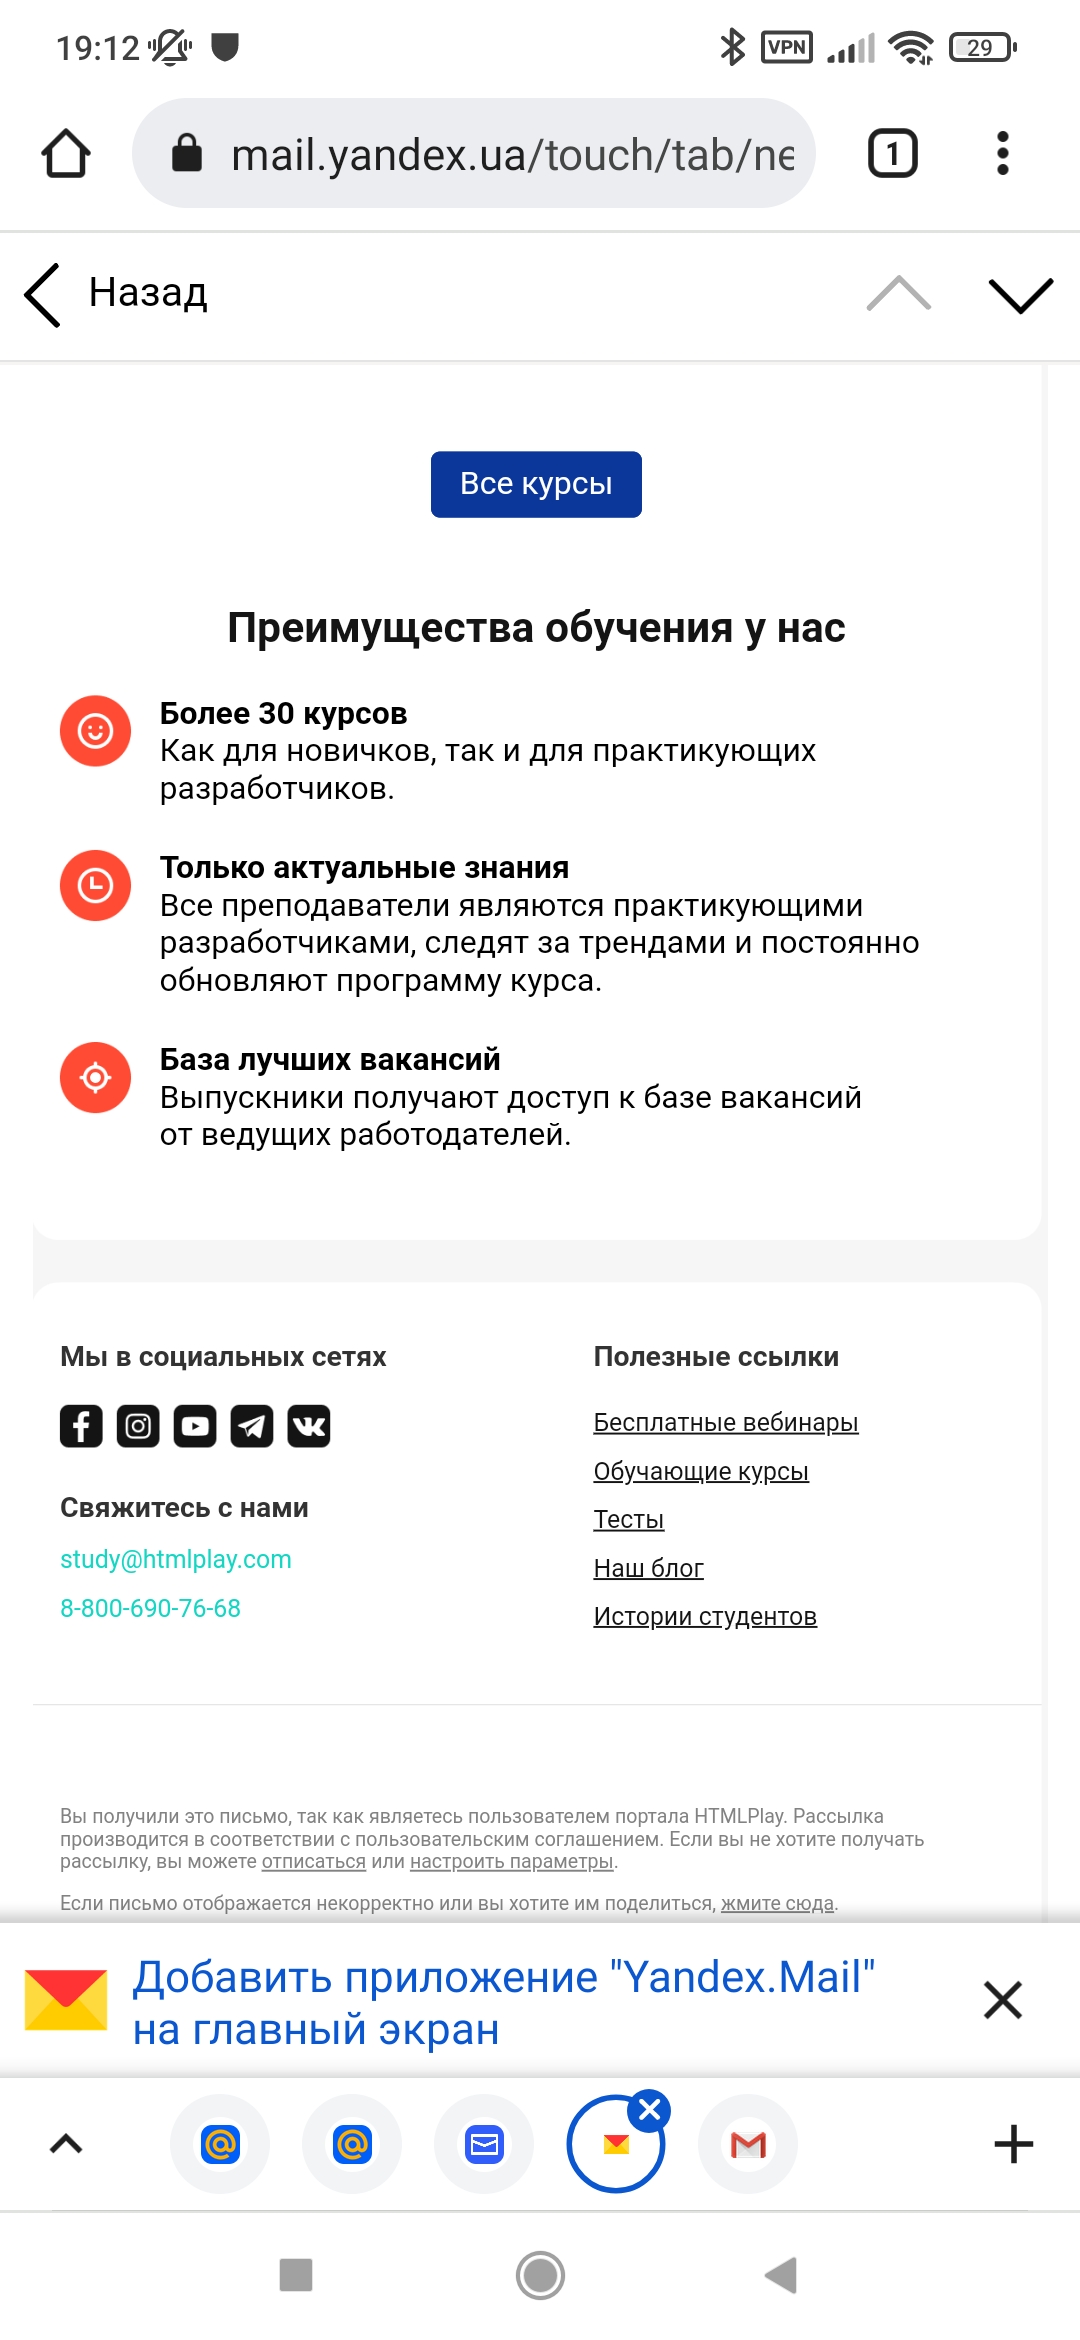 19:12
VPN
29
mail.yandex.ua/touch/tab/ne
1
Назад
Все курсы
Преимущества обучения у нас
Более 30 курсов
Как для новичков, так и для практикующих
разработчиков.
Только актуальные знания
Все преподаватели являются практикующими
разработчиками, следят за трендами и постоянно
обновляют программу курса.
База лучших вакансий
Выпускники получают доступ к базе вакансий
от ведущих работодателей.
Мы в социальных сетях
Свяжитесь с нами
study@htmlplay.com
8-800-690-76-68
Полезные ссылки
Бесплатные вебинары
Обучающие курсы
Тесты
Наш блог
Истории студентов
Вы получили это письмо, так как являетесь пользователем портала HTMLPlay. Рассылка
производится в соответствии с пользовательским соглашением. Если вы не хотите получать
рассылку, вы можете отписаться или настроить параметры.
Если письмо отображается некорректно или вы хотите им поделиться, жмите сюда.
Добавить приложение "Yandex.Mail"
на главный экран